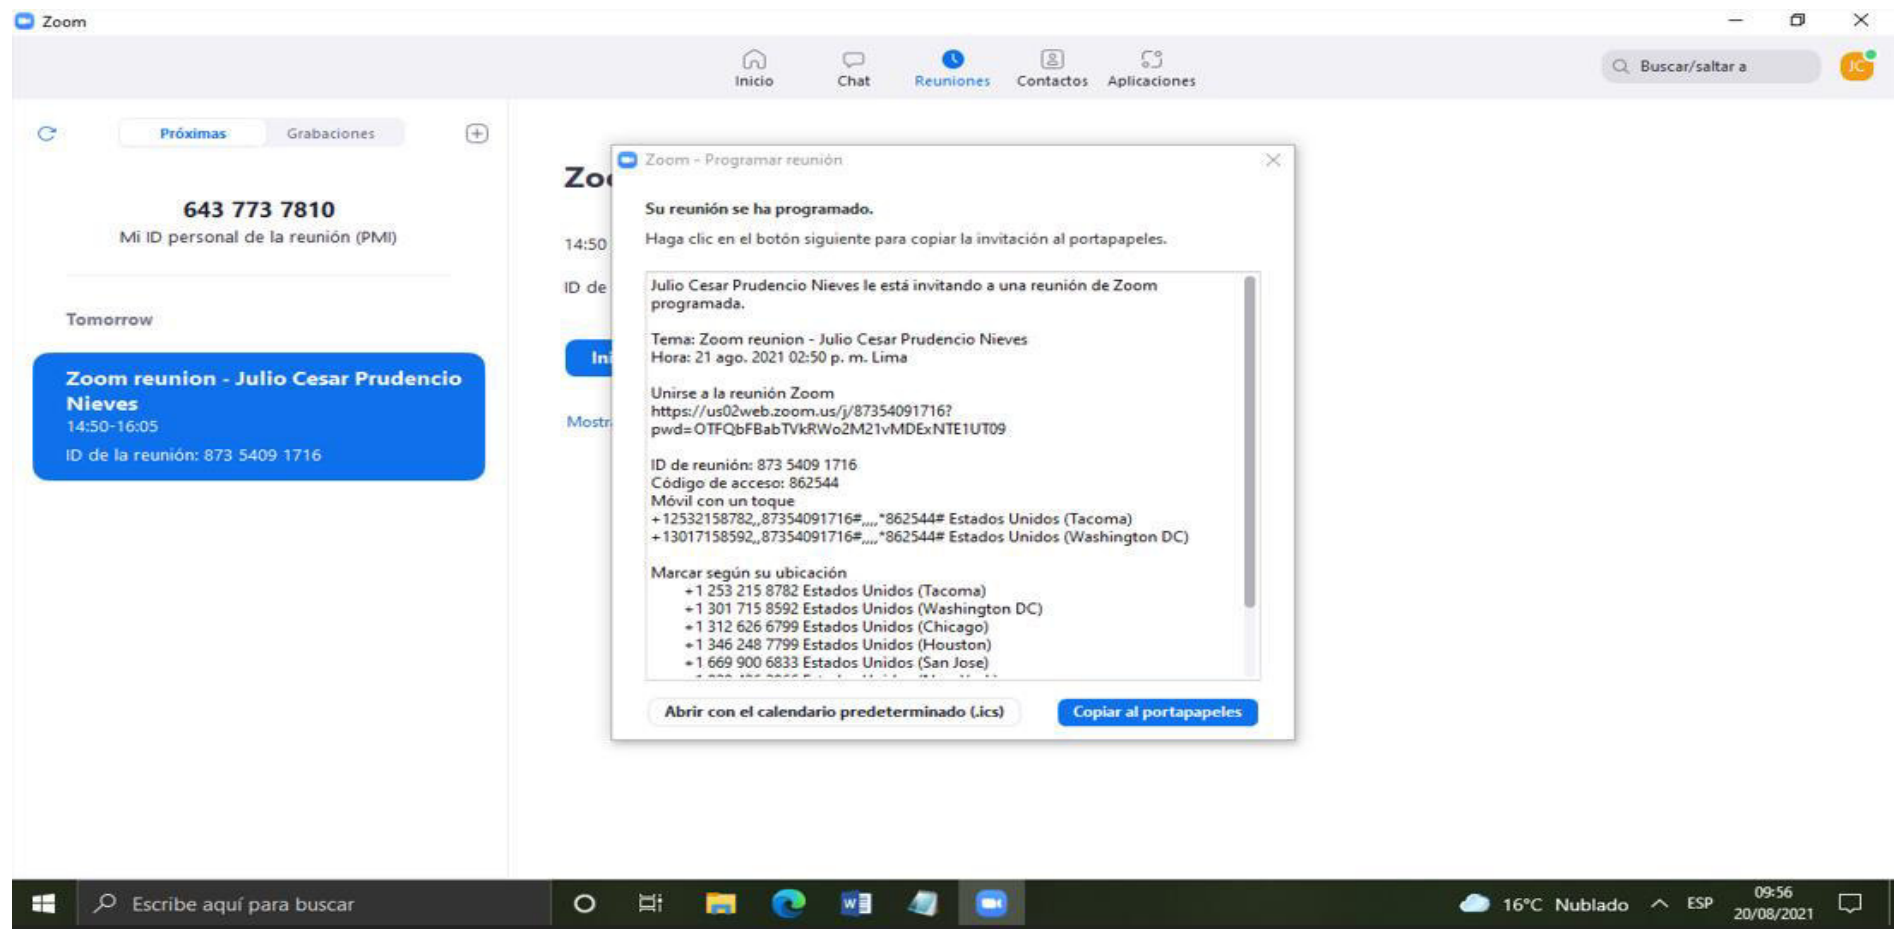 Zoom
Inicio
Chat
Reuniones
Contactos
Aplicaciones
Buscar/saltar a
JC
Próximas
Grabaciones
643 773 7810
Mi ID personal de la reunión (PMI)
Tomorrow
Zoom reunion - Julio Cesar Prudencio
Nieves
14:50-16:05
ID de la reunión: 873 5409 1716
Zoo
14:50
ID de
Ini
Mostr
Zoom - Programar reunión
Su reunión se ha programado.
Haga clic en el botón siguiente para copiar la invitación al portapapeles.
Julio Cesar Prudencio Nieves le está invitando a una reunión de Zoom
programada.
Tema: Zoom reunion - Julio Cesar Prudencio Nieves
Hora: 21 ago. 2021 02:50 p. m. Lima
Unirse a la reunión Zoom
https://us02web.zoom.us/j/87354091716?
pwd=OTFQbFBabTVkRWo2M21vMDExNTE1UT09
ID de reunión: 873 5409 1716
Código de acceso: 862544
Móvil con un toque
+12532158782,,87354091716#,,,,*862544# Estados Unidos (Tacoma)
+13017158592,,87354091716#,,,,*862544# Estados Unidos (Washington DC)
Marcar según su ubicación
+1 253 215 8782 Estados Unidos (Tacoma)
+1 301 715 8592 Estados Unidos (Washington DC)
+1 312 626 6799 Estados Unidos (Chicago)
+1 346 248 7799 Estados Unidos (Houston)
+1 669 900 6833 Estados Unidos (San Jose)
Abrir con el calendario predeterminado (.ics)
Copiar al portapapeles
Escribe aquí para buscar
16°C Nublado
ESP
09:56
20/08/2021